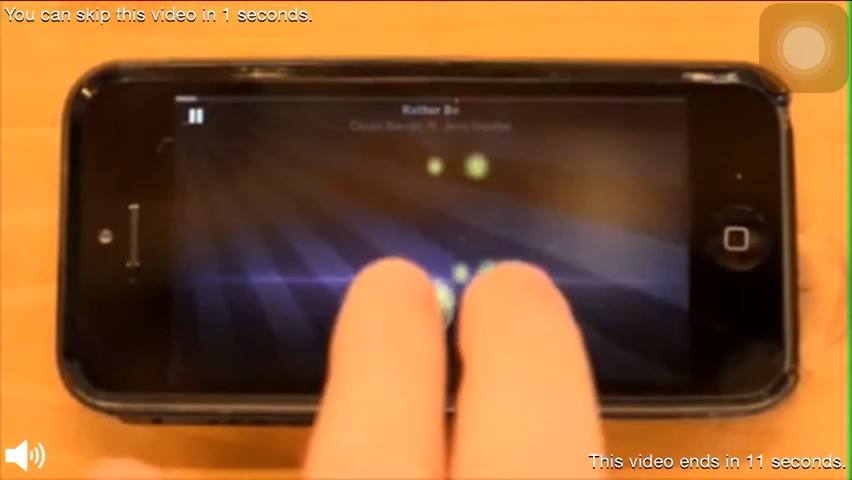 You can skip this video in 1 seconds.
Rather Be
This video ends in 11 seconds.